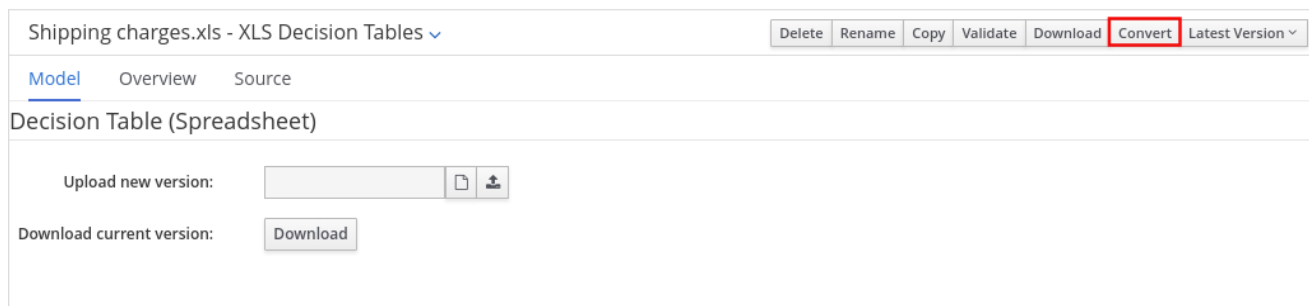 Shipping charges.xls - XLS Decision Tables
Delete Rename Copy Validate Download Convert Latest Version
Model Overview Source
Decision Table (Spreadsheet)
Upload new version:
Download current version: Download